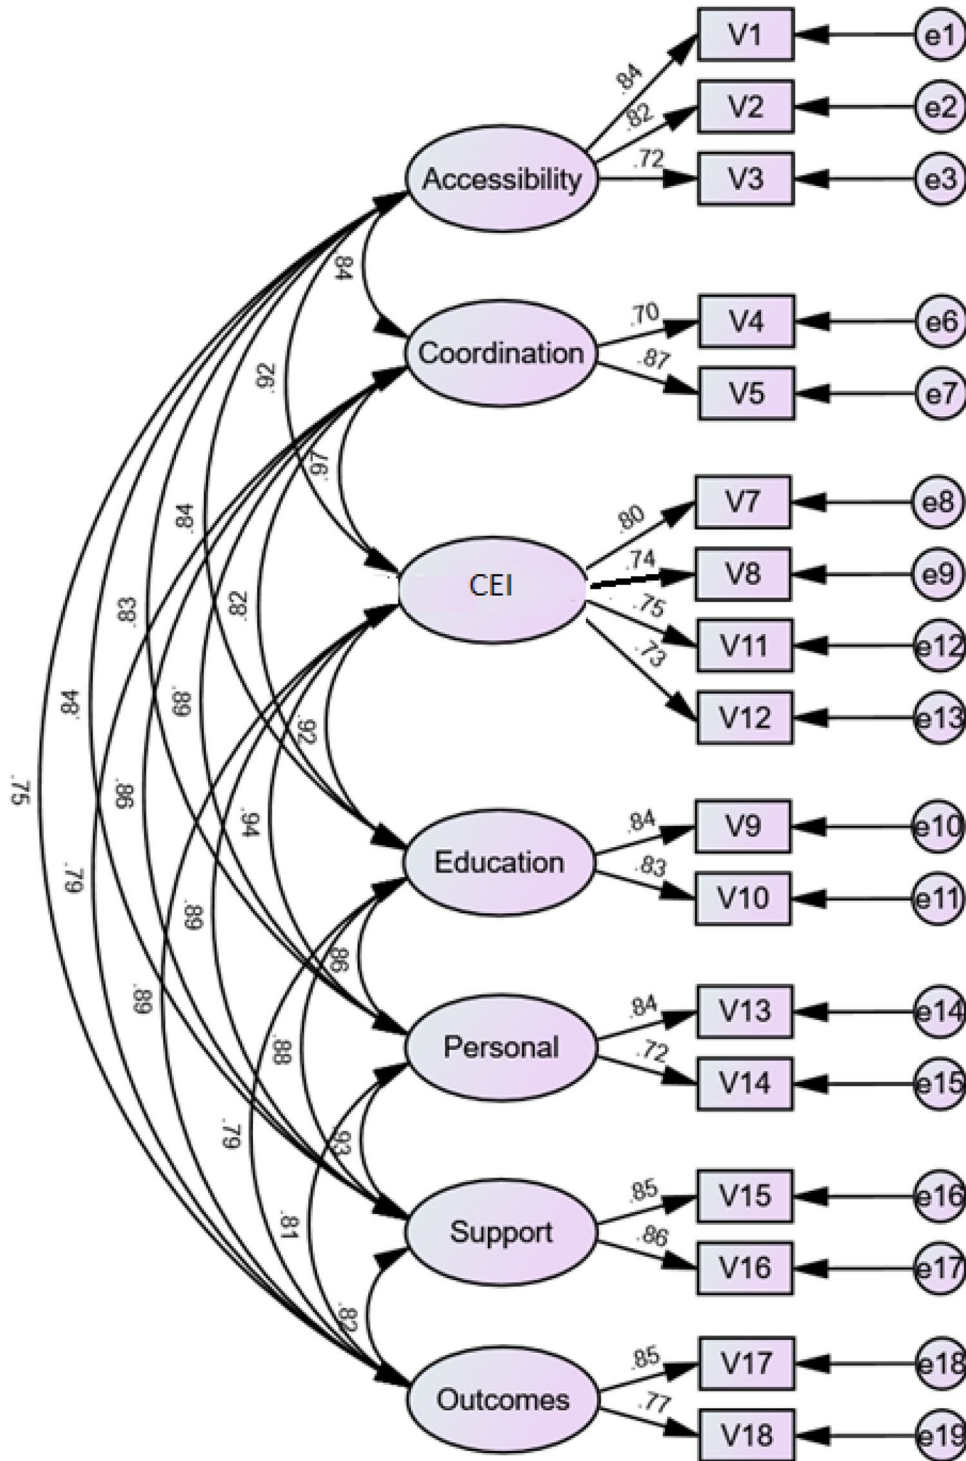 V1
e1
.84
V2
e2
.82
Accessibility
.72
V3
e3
.84
V4
e6
.70
Coordination
.92
.87
V5
e7
.97
V7
e8
.80
.84
CEI
.74
V8
e9
.83
.82
.75
V11
e12
.73
.84
.89
.92
V12
e13
.75
.86
.94
.84
V9
e10
.79
Education
.83
V10
e11
.89
.86
.89
.84
V13
e14
.88
Personal
.72
V14
e15
.79
.93
.85
V15
e16
.81
Support
.86
V16
e17
.82
.85
V17
e18
Outcomes
.77
V18
e19